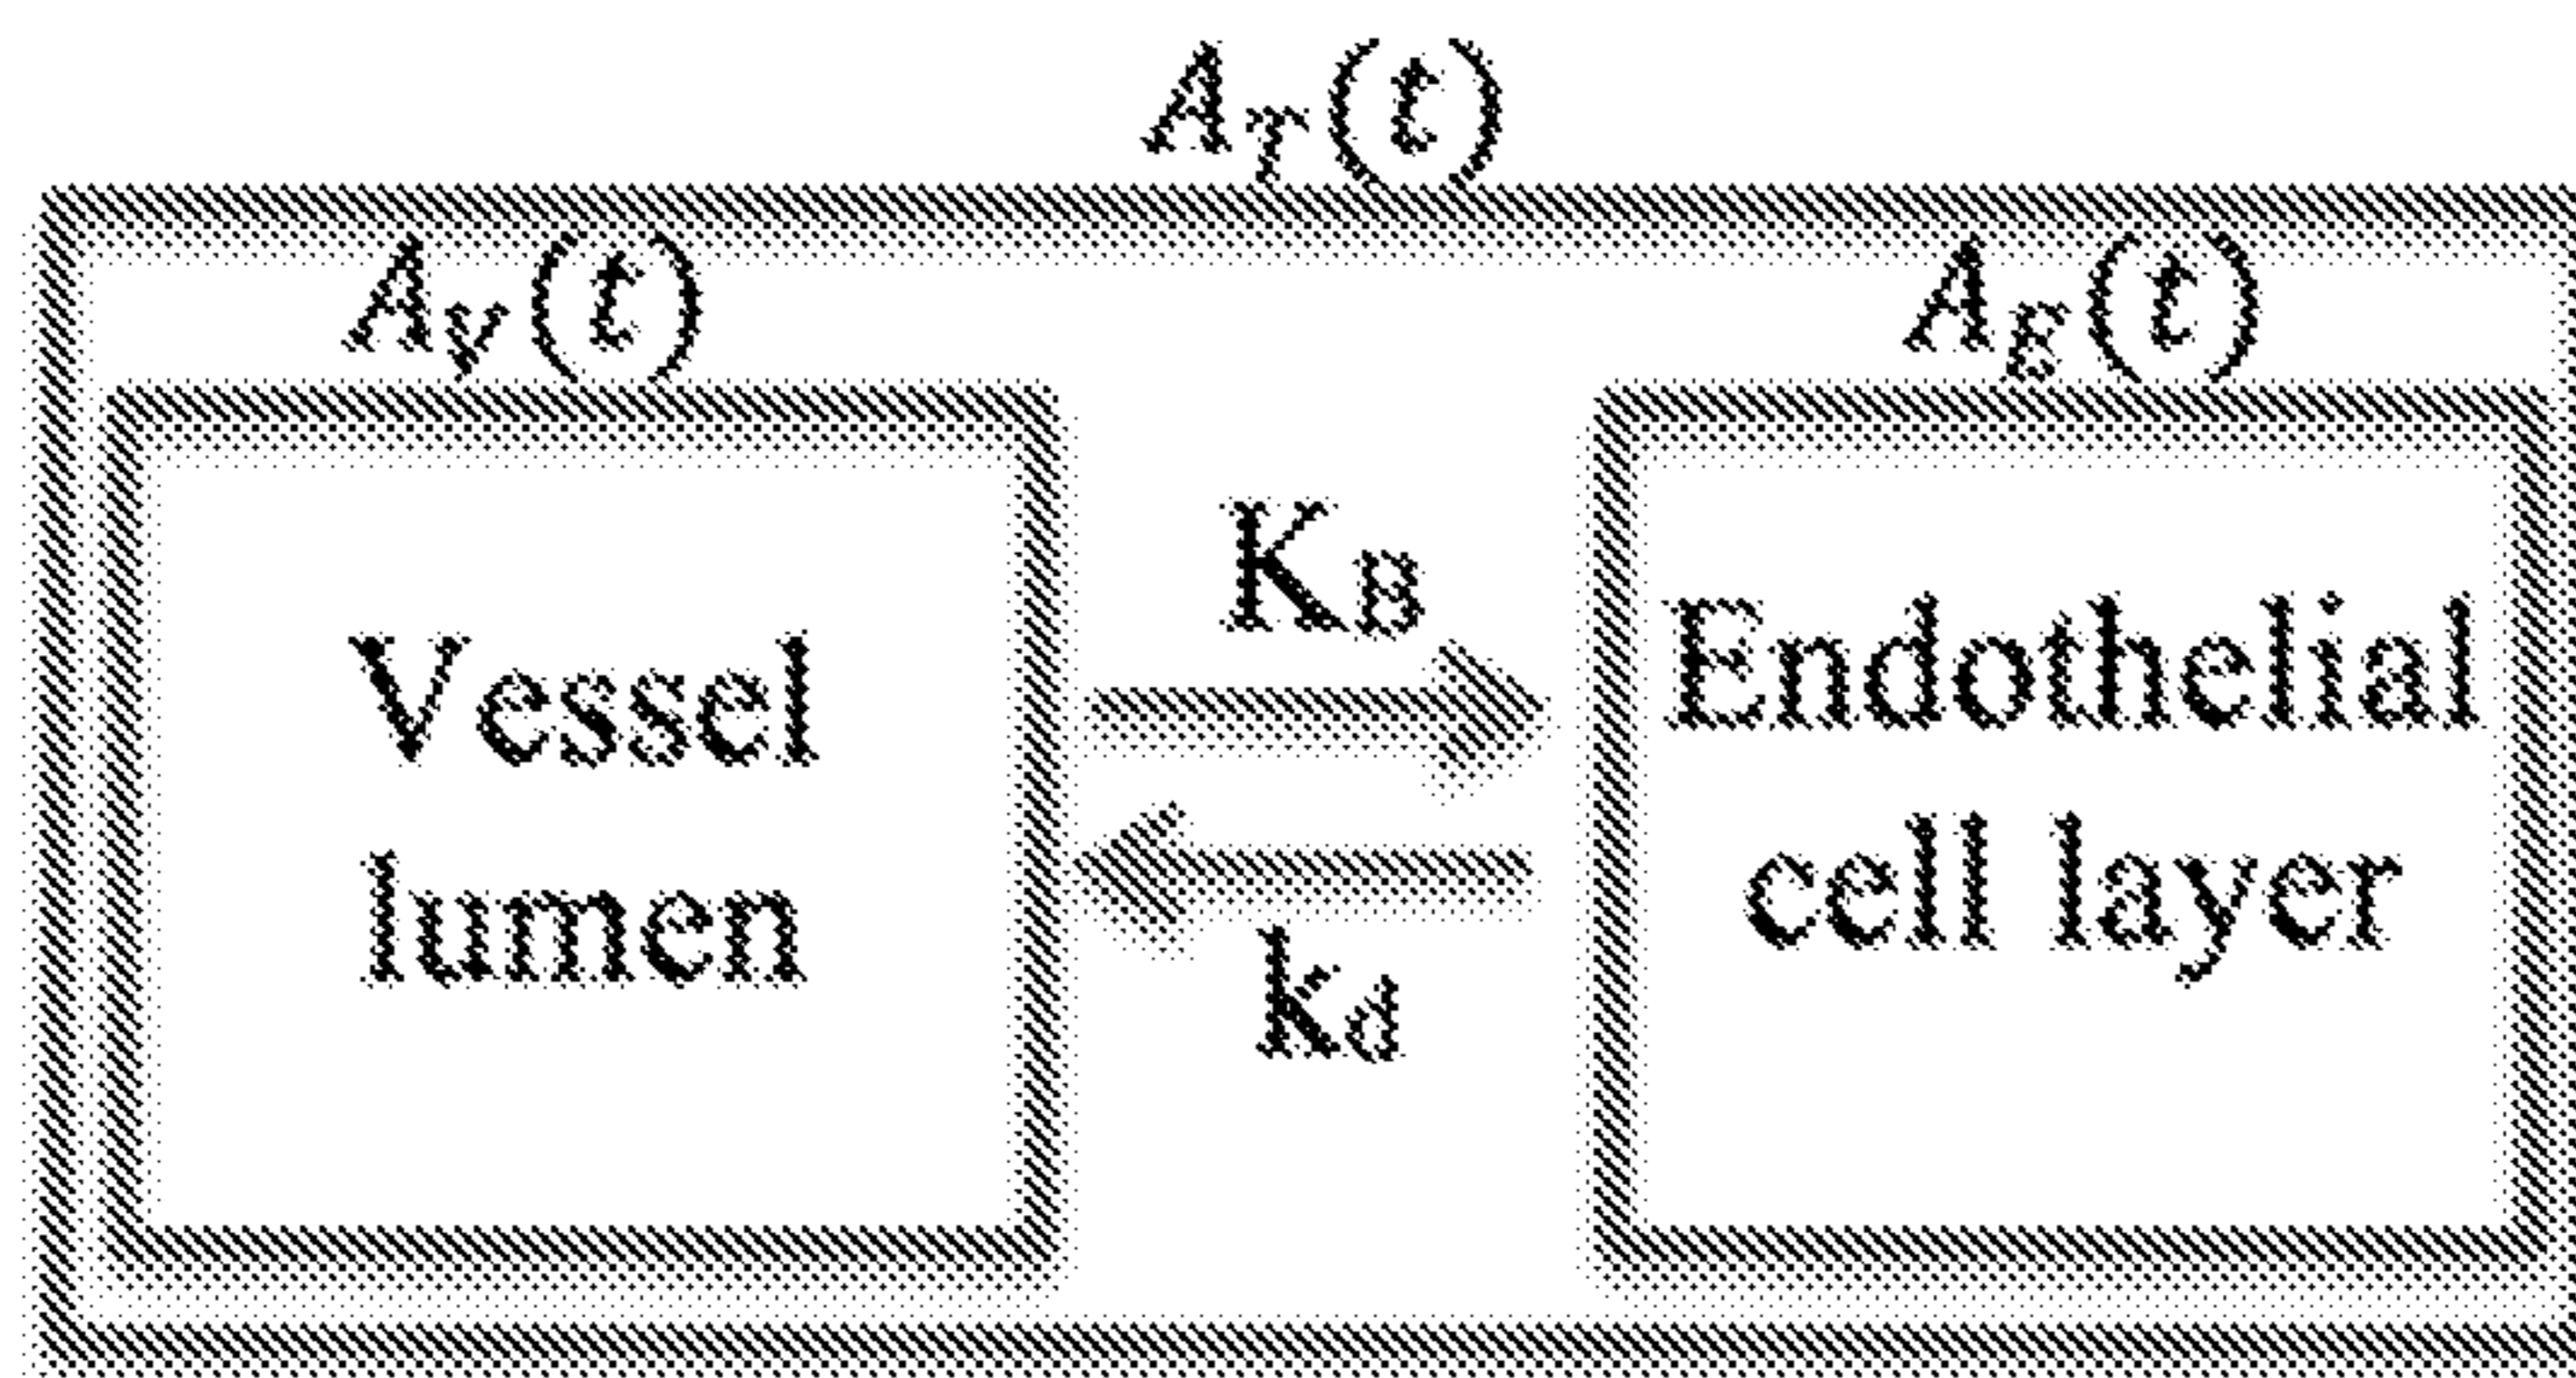 A_T(t)
A_V(t)
A_E(t)
K_B
Vessel
lumen
Endothelial
cell layer
k_d